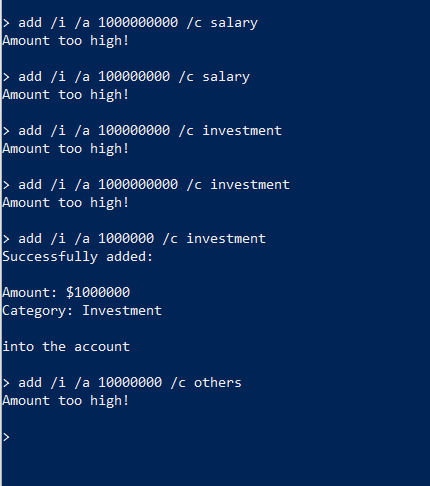 > add /i /a 1000000000 /c salary
Amount too high!
> add /i /a 100000000 /c salary
Amount too high!
> add /i /a 100000000 /c investment
Amount too high!
> add /i /a 1000000000 /c investment
Amount too high!
> add /i /a 1000000 /c investment
Successfully added:
Amount: $1000000
Category: Investment
into the account
> add /i /a 10000000 /c others
Amount too high!
>